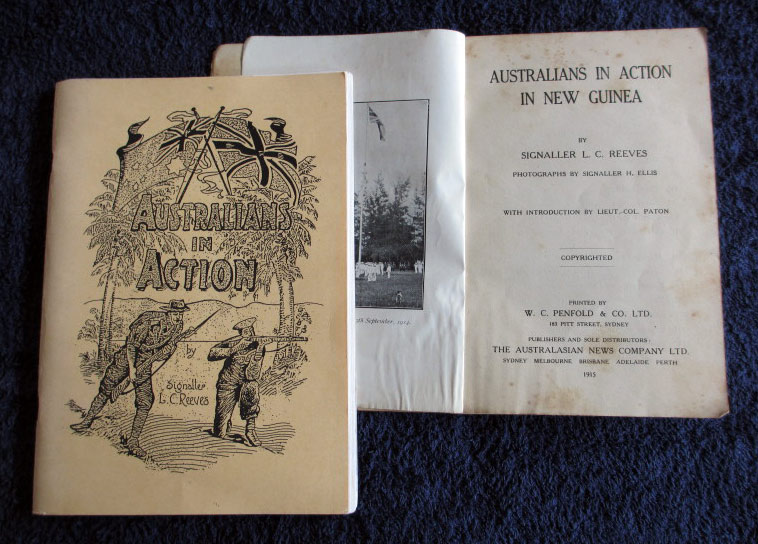 AUSTRALIANS
IN
ACTION
by
Signaller
L. C. Reeves
September, 1914
AUSTRALIANS IN ACTION
IN NEW GUINEA
BY
SIGNALLER L. C. REEVES
PHOTOGRAPHS BY SIGNALLER H. ELLIS
WITH INTRODUCTION BY LIEUT.-COL. PATON
COPYRIGHTED
PRINTED BY
W. C. PENFOLD & CO. LTD.
183 PITT STREET, SYDNEY
PUBLISHERS AND SOLE DISTRIBUTORS:
THE AUSTRALASIAN NEWS COMPANY LTD.
SYDNEY MELBOURNE BRISBANE ADELAIDE PERTH
1915